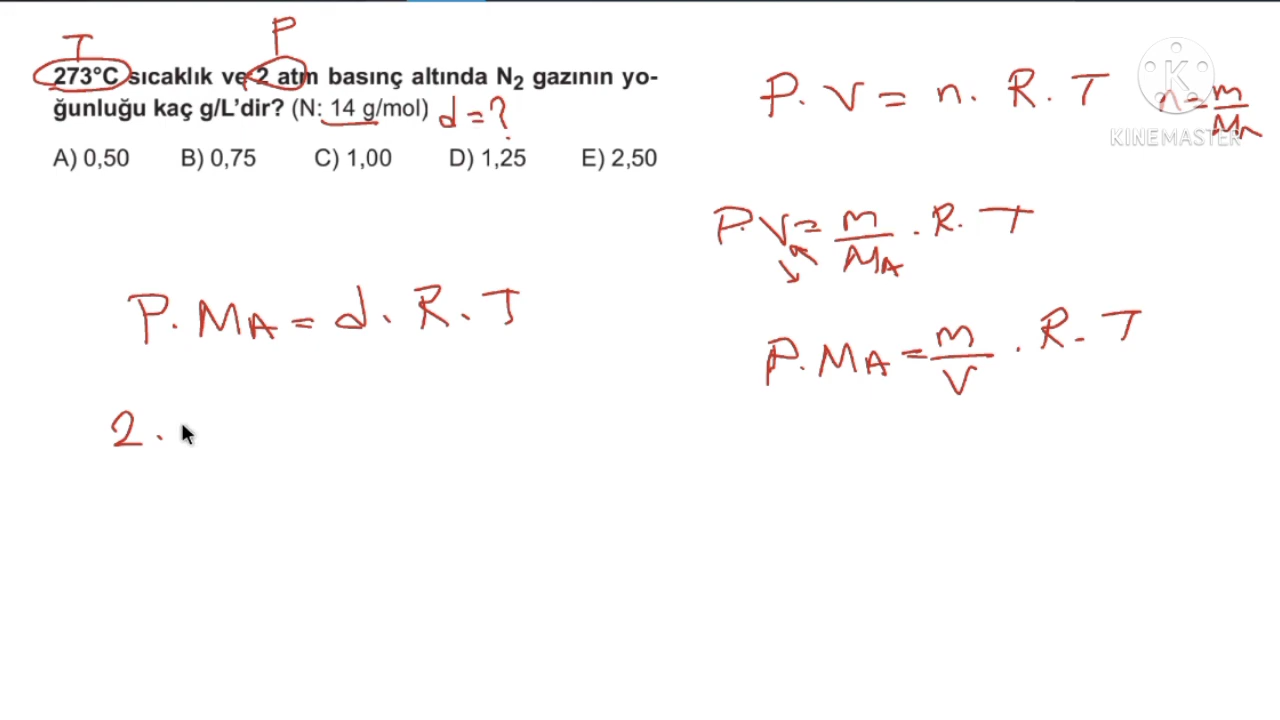 T
P
273°C sıcaklık ve 2 atm basınç altında N₂ gazının yo-
ğunluğu kaç g/L'dir? (N: 14 g/mol) d = ?
A) 0,50 B) 0,75 C) 1,00 D) 1,25 E) 2,50
P. V = n. R. T n = m/MA
KINEMASTER
P.V = m/MA . R. T
P. MA = d. R. T
P. MA = m/V . R. T
2 .